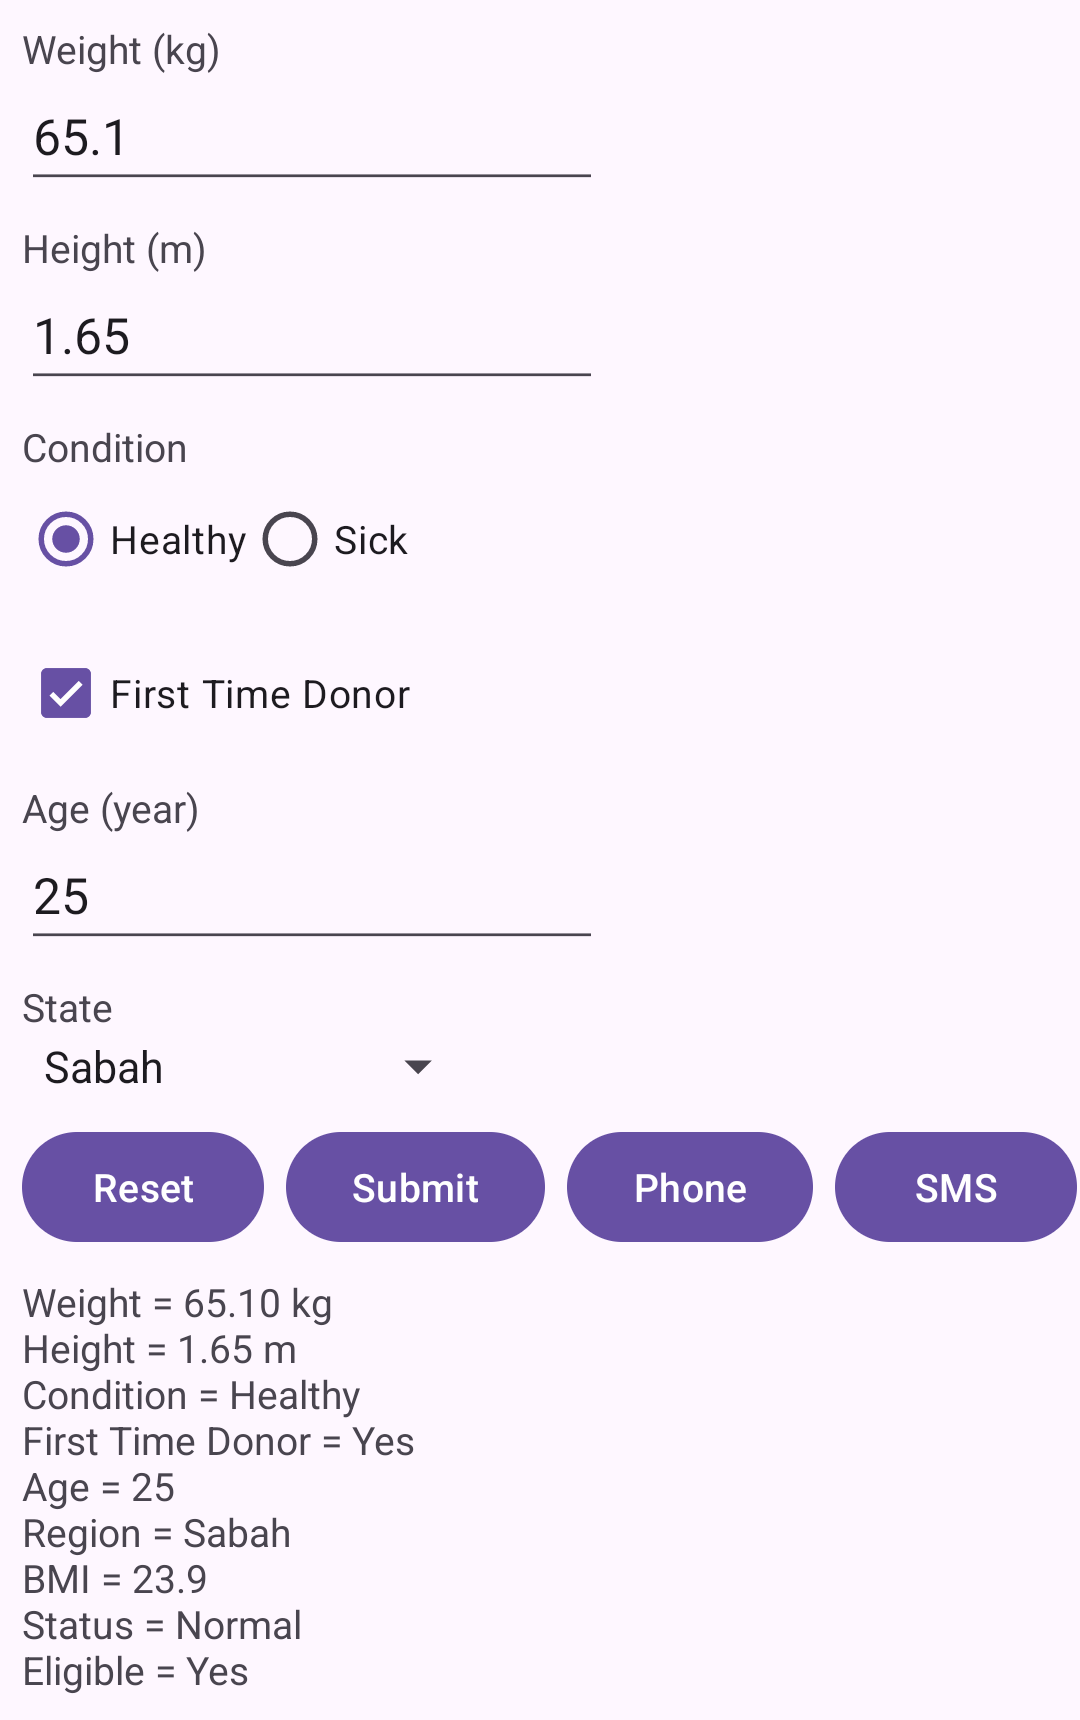 Weight (kg)
65.1
Height (m)
1.65
Condition
Healthy Sick
First Time Donor
Age (year)
25
State
Sabah
Reset Submit Phone SMS
Weight = 65.10 kg
Height = 1.65 m
Condition = Healthy
First Time Donor = Yes
Age = 25
Region = Sabah
BMI = 23.9
Status = Normal
Eligible = Yes